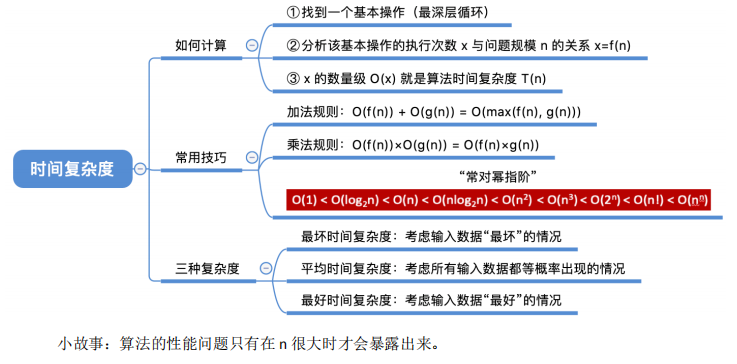 时间复杂度
如何计算
①找到一个基本操作（最深层循环）
②分析该基本操作的执行次数 x 与问题规模 n 的关系 x=f(n)
③ x 的数量级 O(x) 就是算法时间复杂度 T(n)
常用技巧
加法规则：O(f(n)) + O(g(n)) = O(max(f(n), g(n)))
乘法规则：O(f(n))×O(g(n)) = O(f(n)×g(n))
“常对幂指阶”
O(1) < O(log₂n) < O(n) < O(nlog₂n) < O(n²) < O(n³) < O(2ⁿ) < O(n!) < O(nⁿ)
三种复杂度
最坏时间复杂度：考虑输入数据“最坏”的情况
平均时间复杂度：考虑所有输入数据都等概率出现的情况
最好时间复杂度：考虑输入数据“最好”的情况
小故事：算法的性能问题只有在 n 很大时才会暴露出来。